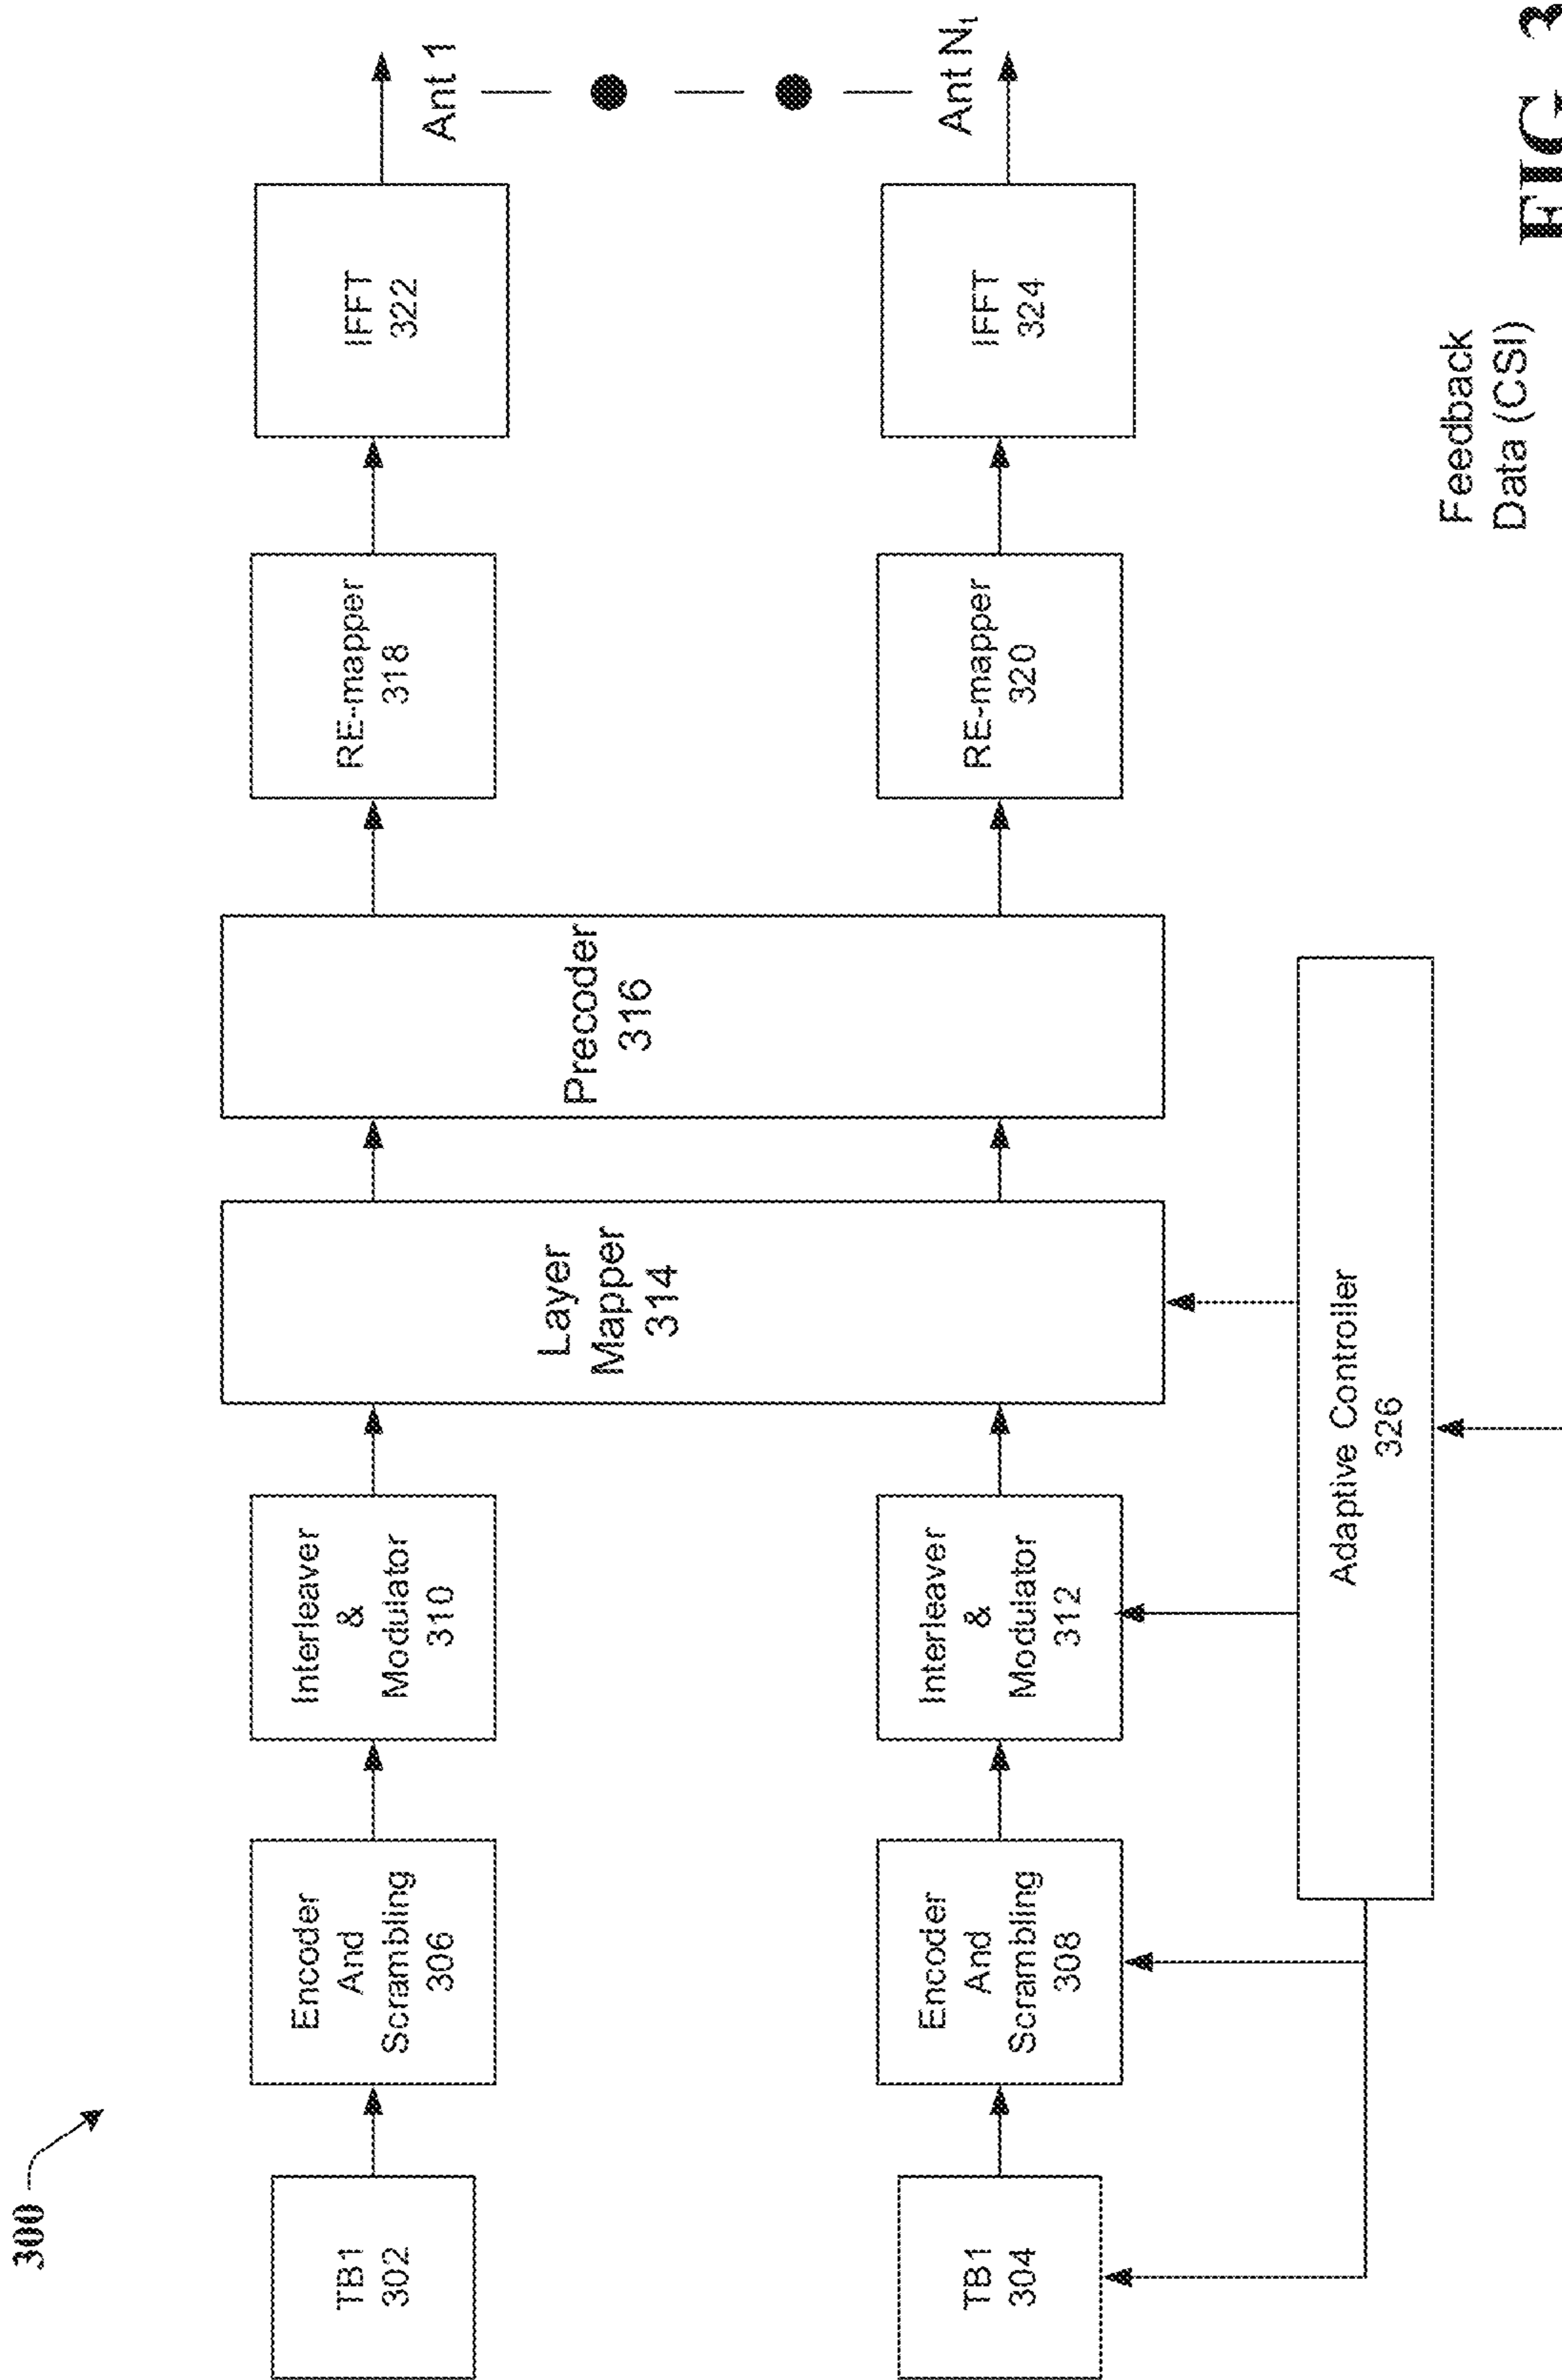 300
TB1
302
Encoder
And
Scrambling
306
Interleaver
&
Modulator
310
Layer
Mapper
314
Precoder
316
RE-mapper
318
IFFT
322
Ant 1
TB1
304
Encoder
And
Scrambling
308
Interleaver
&
Modulator
312
RE-mapper
320
IFFT
324
Ant Nt
Adaptive Controller
326
Feedback
Data (CSI)
FIG. 3